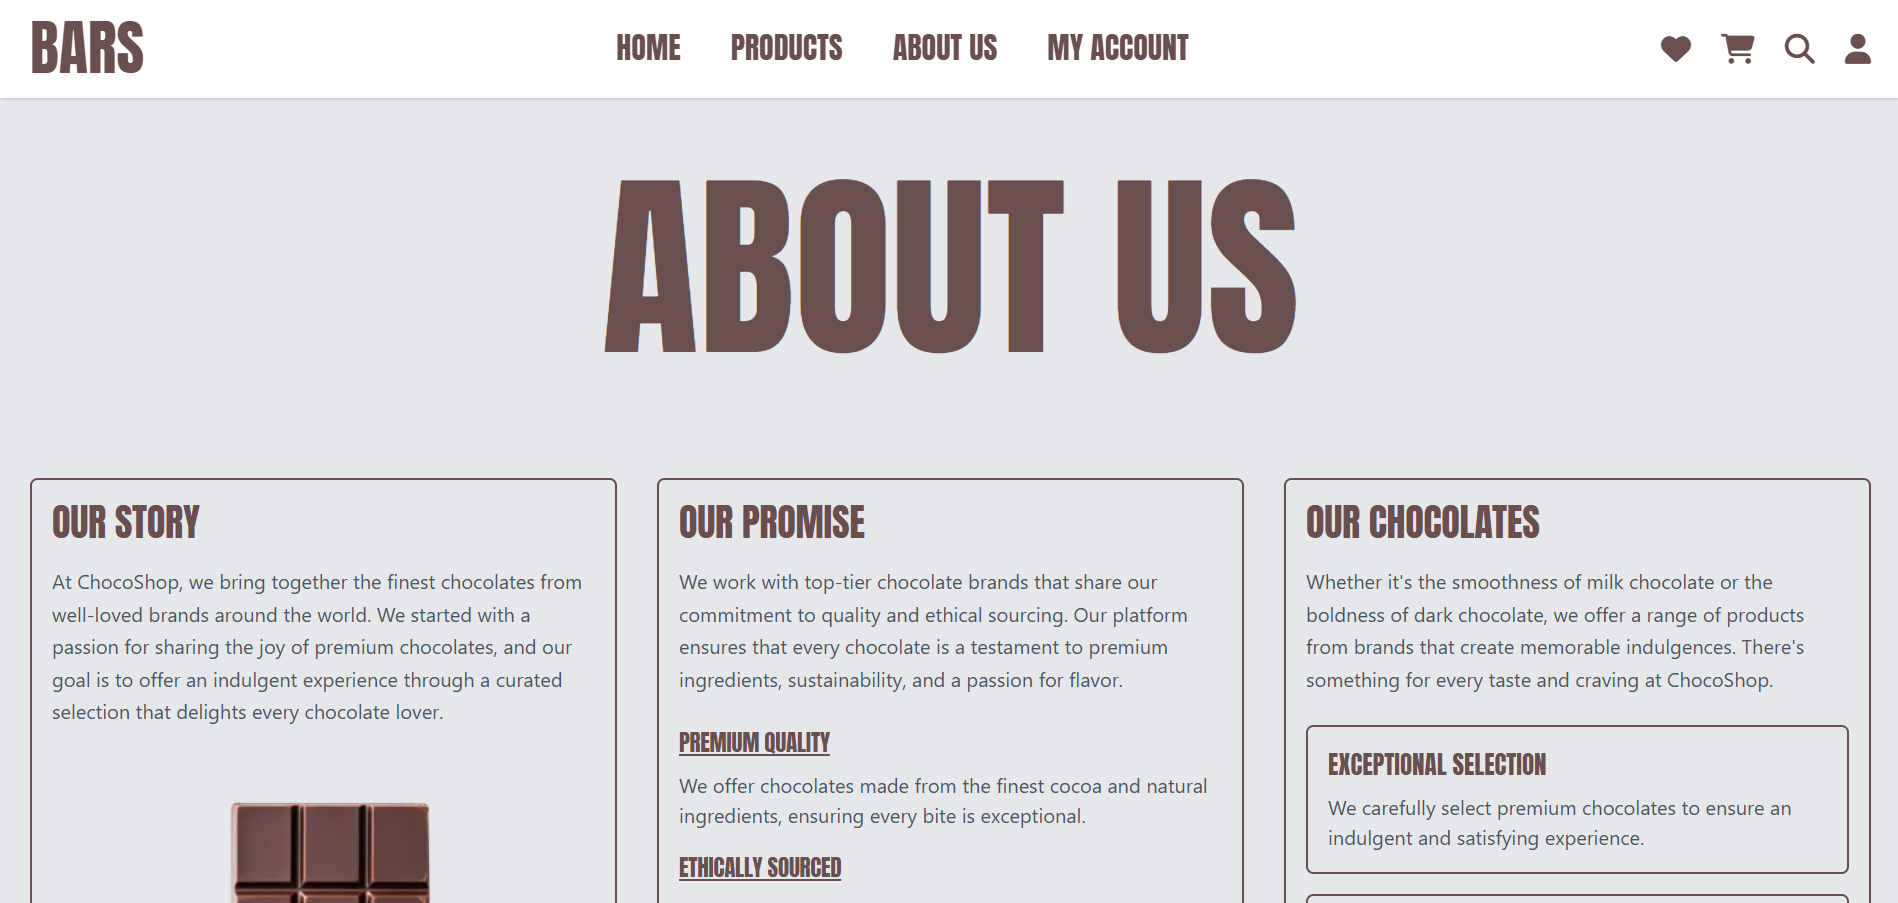 BARS
HOME PRODUCTS ABOUT US MY ACCOUNT
ABOUT US
OUR STORY
At ChocoShop, we bring together the finest chocolates from
well-loved brands around the world. We started with a
passion for sharing the joy of premium chocolates, and our
goal is to offer an indulgent experience through a curated
selection that delights every chocolate lover.
OUR PROMISE
We work with top-tier chocolate brands that share our
commitment to quality and ethical sourcing. Our platform
ensures that every chocolate is a testament to premium
ingredients, sustainability, and a passion for flavor.
PREMIUM QUALITY
We offer chocolates made from the finest cocoa and natural
ingredients, ensuring every bite is exceptional.
ETHICALLY SOURCED
OUR CHOCOLATES
Whether it's the smoothness of milk chocolate or the
boldness of dark chocolate, we offer a range of products
from brands that create memorable indulgences. There's
something for every taste and craving at ChocoShop.
EXCEPTIONAL SELECTION
We carefully select premium chocolates to ensure an
indulgent and satisfying experience.